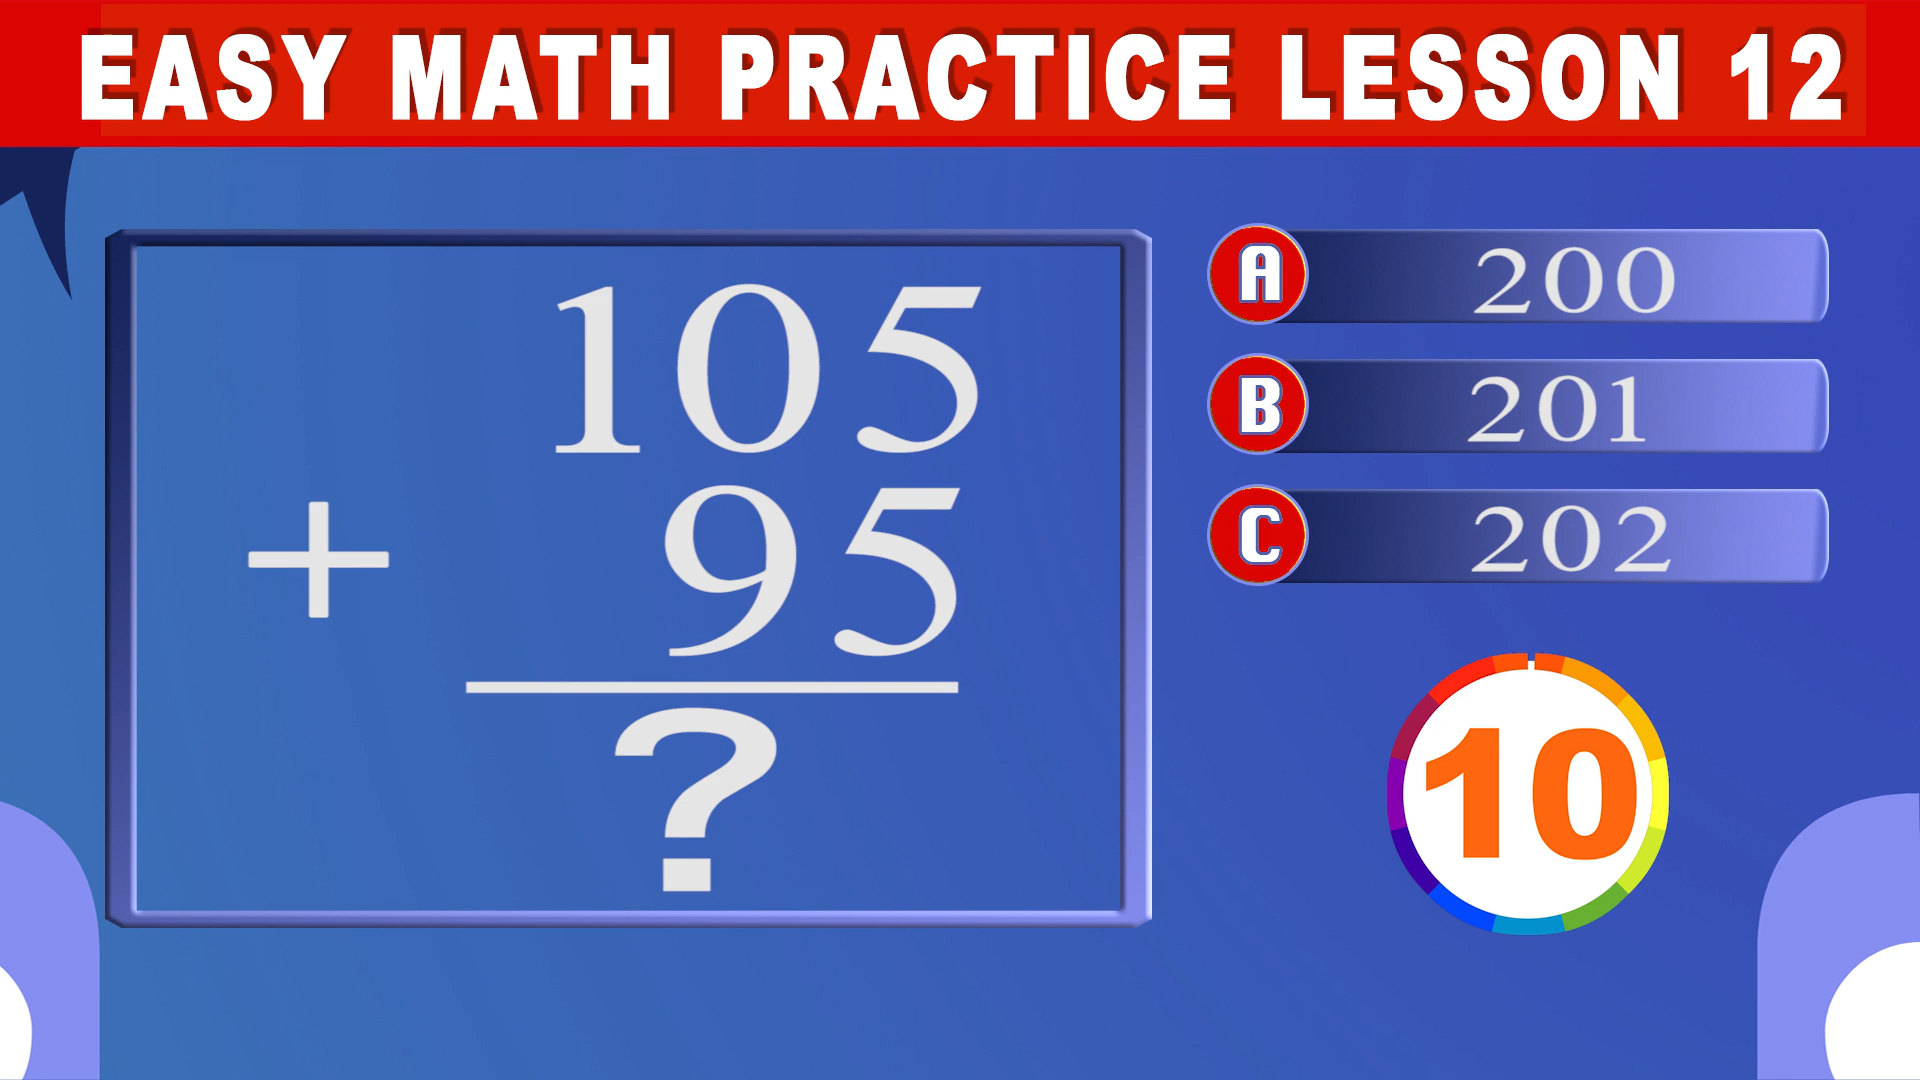 EASY MATH PRACTICE LESSON 12
105
+ 95
?
A 200
B 201
C 202
10